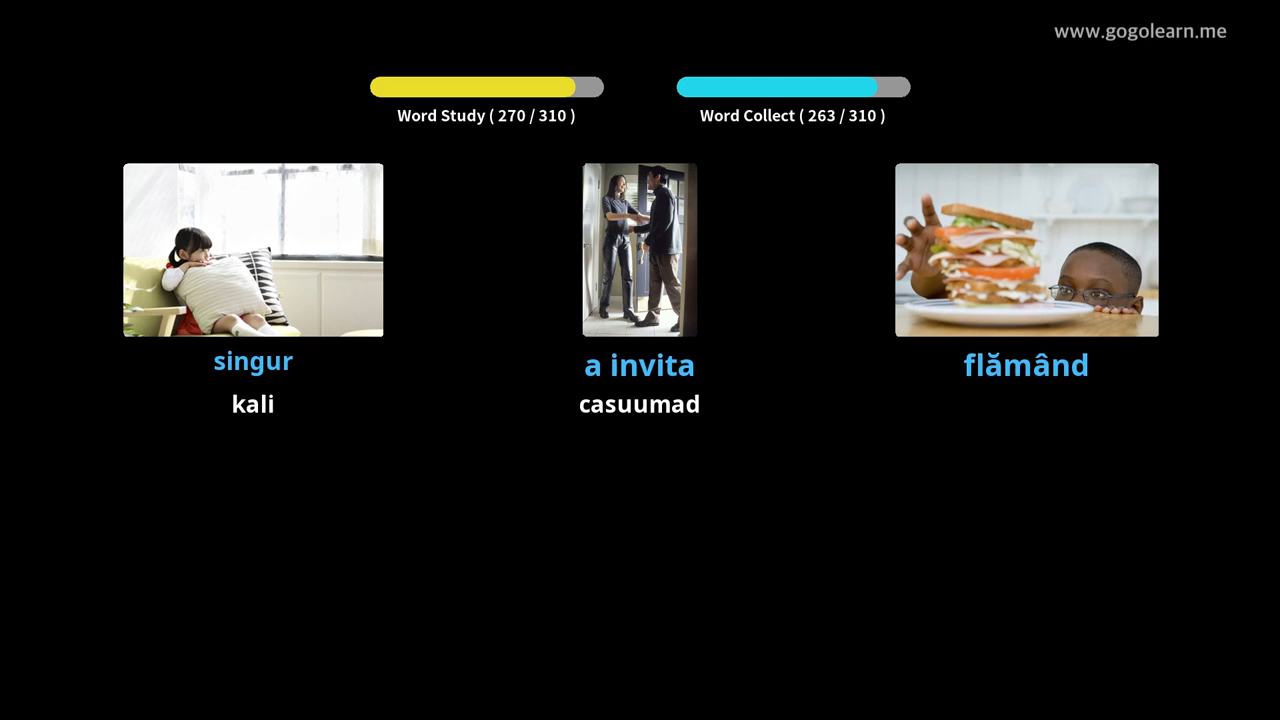 www.gogolearn.me
Word Study ( 270 / 310 )
Word Collect ( 263 / 310 )
singur
a invita
flămând
kali
casuumad